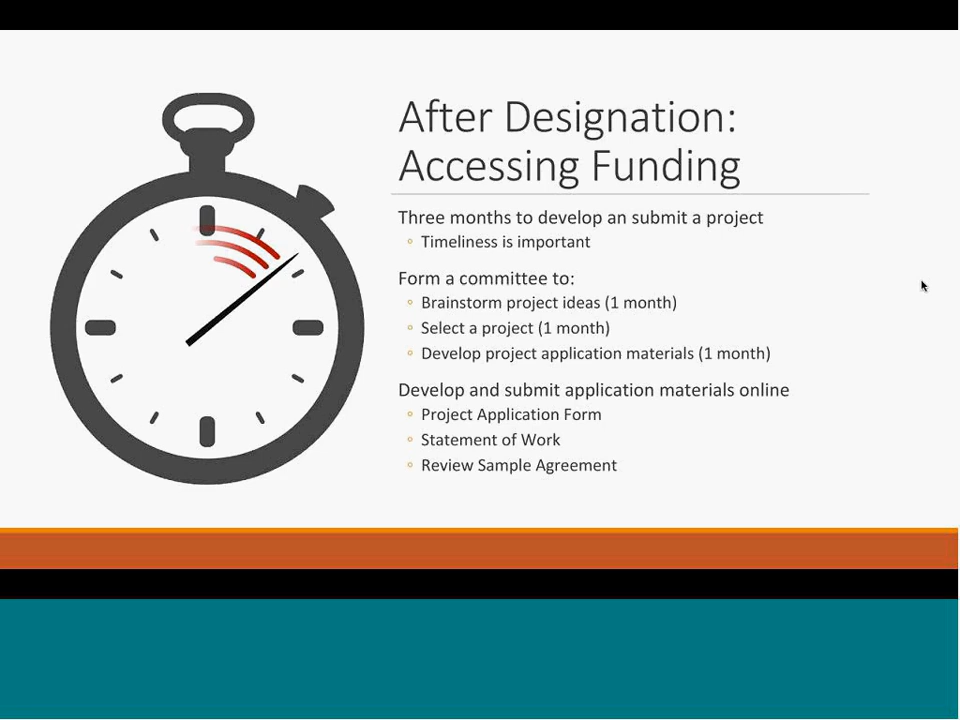 After Designation:
Accessing Funding
Three months to develop an submit a project
◦ Timeliness is important
Form a committee to:
◦ Brainstorm project ideas (1 month)
◦ Select a project (1 month)
◦ Develop project application materials (1 month)
Develop and submit application materials online
◦ Project Application Form
◦ Statement of Work
◦ Review Sample Agreement